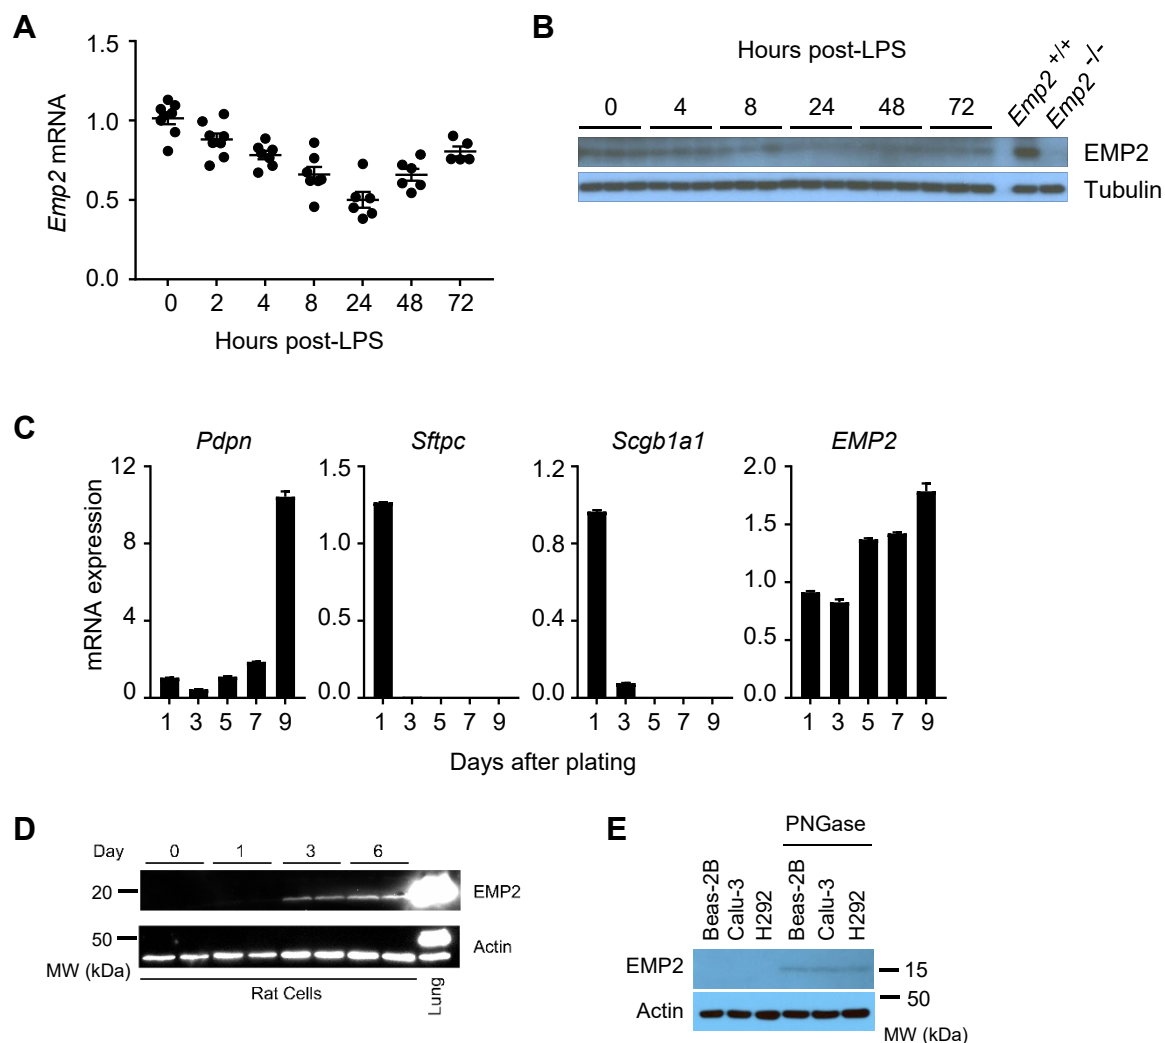 A
1.5
1.0
0.5
0.0
Emp2 mRNA
0 2 4 8 24 48 72
Hours post-LPS
B
Hours post-LPS
0 4 8 24 48 72 Emp2 +/+ Emp2 -/-
EMP2
Tubulin
C
Pdpn Sftpc Scgb1a1 EMP2
mRNA expression
12
8
4
0
1 3 5 7 9
1.5
1.0
0.5
0.0
1 3 5 7 9
1.2
0.8
0.4
0.0
1 3 5 7 9
2.0
1.5
1.0
0.5
0.0
1 3 5 7 9
Days after plating
D
Day 0 1 3 6
20 EMP2
50 Actin
MW (kDa)
Rat Cells Lung
E
PNGase
Beas-2B Calu-3 H292 Beas-2B Calu-3 H292
EMP2 15
50
Actin
MW (kDa)